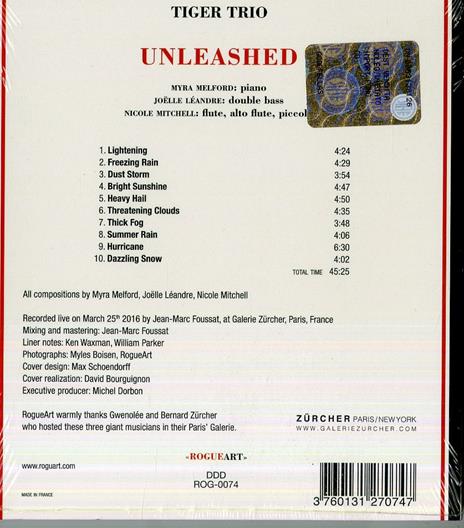 TIGER TRIO
UNLEASHED
MYRA MELFORD: piano
JOËLLE LÉANDRE: double bass
NICOLE MITCHELL: flute, alto flute, piccol
1. Lightening 4:24
2. Freezing Rain 4:29
3. Dust Storm 3:54
4. Bright Sunshine 4:47
5. Heavy Hail 4:50
6. Threatening Clouds 4:35
7. Thick Fog 3:48
8. Summer Rain 4:06
9. Hurricane 6:30
10. Dazzling Snow 4:02
TOTAL TIME 45:25
All compositions by Myra Melford, Joëlle Léandre, Nicole Mitchell
Recorded live on March 25th 2016 by Jean-Marc Foussat, at Galerie Zürcher, Paris, France
Mixing and mastering: Jean-Marc Foussat
Liner notes: Ken Waxman, William Parker
Photographs: Myles Boisen, RogueArt
Cover design: Max Schoendorff
Cover realization: David Bourguignon
Executive producer: Michel Dorbon
RogueArt warmly thanks Gwenolée and Bernard Zürcher
who hosted these three giant musicians in their Paris' Galerie.
ZÜRCHER PARIS/NEW YORK
WWW.GALERIEZURCHER.COM
«ROGUEART»
www.roguart.com
DDD
ROG-0074
MADE IN FRANCE
3 760131 270747